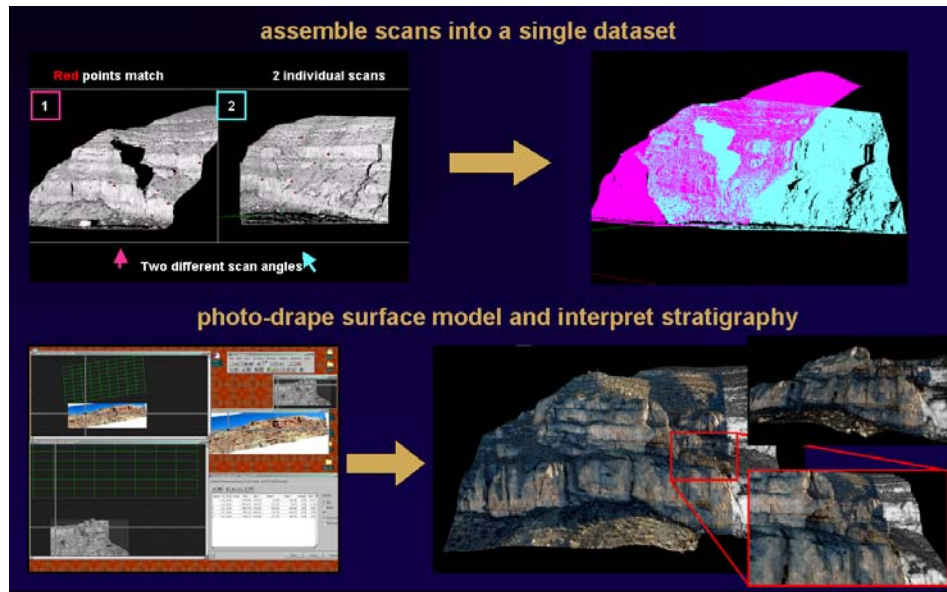 assemble scans into a single dataset
Red points match
2 individual scans
1
2
Two different scan angles
photo-drape surface model and interpret stratigraphy